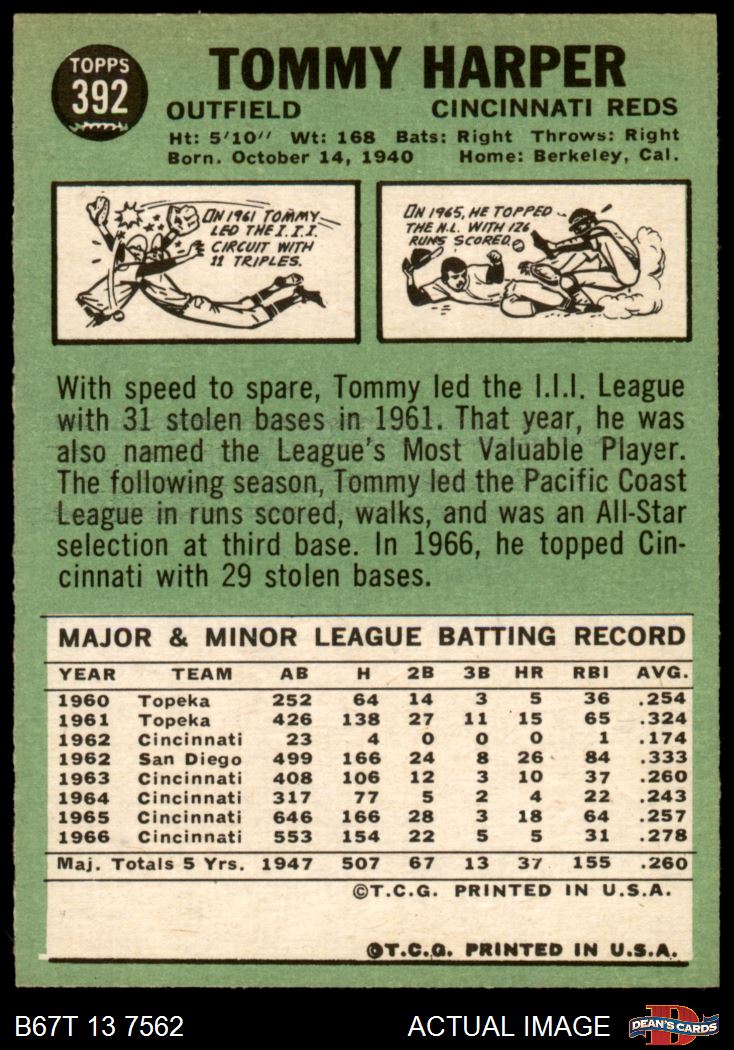 TOPPS
392
TOMMY HARPER
OUTFIELD CINCINNATI REDS
Ht: 5'10" Wt: 168 Bats: Right Throws: Right
Born. October 14, 1940 Home: Berkeley, Cal.
IN 1961 TOMMY
LED THE I.I.I.
CIRCUIT WITH
11 TRIPLES.
IN 1965, HE TOPPED
THE N.L. WITH 126
RUNS SCORED
With speed to spare, Tommy led the I.I.I. League
with 31 stolen bases in 1961. That year, he was
also named the League's Most Valuable Player.
The following season, Tommy led the Pacific Coast
League in runs scored, walks, and was an All-Star
selection at third base. In 1966, he topped Cin-
cinnati with 29 stolen bases.
MAJOR & MINOR LEAGUE BATTING RECORD
YEAR TEAM AB H 2B 3B HR RBI AVG.
1960 Topeka 252 64 14 3 5 36 .254
1961 Topeka 426 138 27 11 15 65 .324
1962 Cincinnati 23 4 0 0 0 1 .174
1962 San Diego 499 166 24 8 26 84 .333
1963 Cincinnati 408 106 12 3 10 37 .260
1964 Cincinnati 317 77 5 2 4 22 .243
1965 Cincinnati 646 166 28 3 18 64 .257
1966 Cincinnati 553 154 22 5 5 31 .278
Maj. Totals 5 Yrs. 1947 507 67 13 37 155 .260
©T.C.G. PRINTED IN U.S.A.
©T.C.G. PRINTED IN U.S.A.
B67T 13 7562 ACTUAL IMAGE DEAN'S CARDS